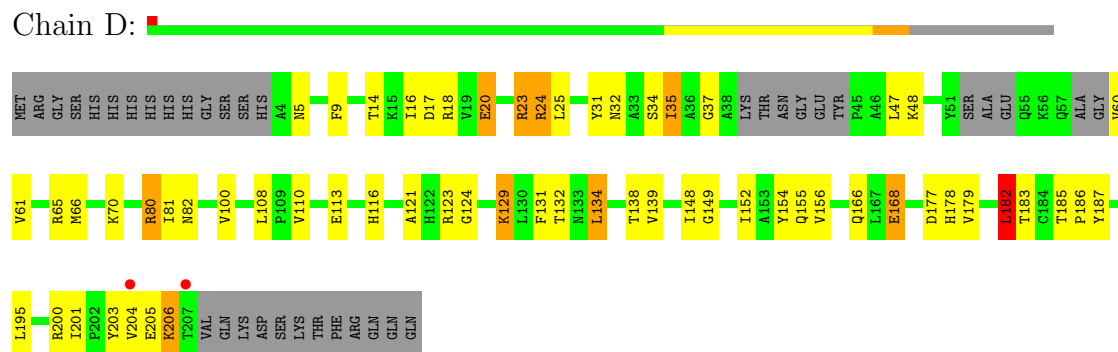 Chain D:
MET ARG GLY SER HIS HIS HIS HIS HIS HIS GLY SER SER HIS A4 N5 F9 T14 K15 I16 D17 R18 V19 E20 R23 R24 L25 Y31 N32 A33 S34 I35 A36 G37 A38 LYS THR ASN GLY GLU TYR P45 A46 L47 K48 Y51 SER ALA GLU Q55 K56 Q57 ALA GLY V60
V61 R65 M66 K70 R80 I81 N82 V100 L108 P109 V110 E113 H116 A121 H122 R123 G124 K129 L130 F131 T132 N133 L134 T138 V139 I148 G149 I152 A153 Y154 Q155 V156 Q166 L167 E168 D177 H178 V179 L182 T183 C184 T185 P186 Y187
L195 R200 I201 P202 Y203 V204 E205 K206 T207 VAL GLN LYS ASP SER LYS THR PHE ARG GLN GLN GLN